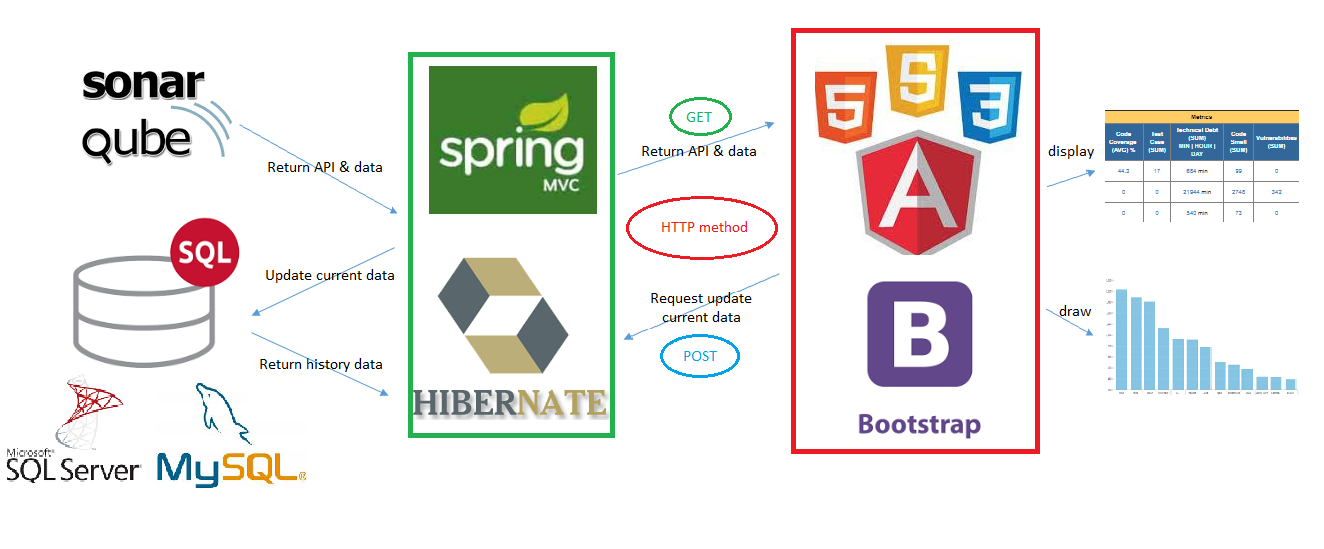 sonar
qube
Return API & data
SQL
Update current data
Return history data
Microsoft®
SQL Server®
MySQL®
spring
MVC
HIBERNATE
GET
Return API & data
HTTP method
Request update
current data
POST
5
5
3
A
B
Bootstrap
display
draw
Metrics
Code
Coverage
(AVG) %
Test
Case
(SUM)
Technical Debt
(SUM)
MIN | HOUR |
DAY
Code
Smell
(SUM)
Vulnerabilities
(SUM)
44.3 17 664 min 99 0
0 0 21944 min 2746 342
0 0 540 min 73 0